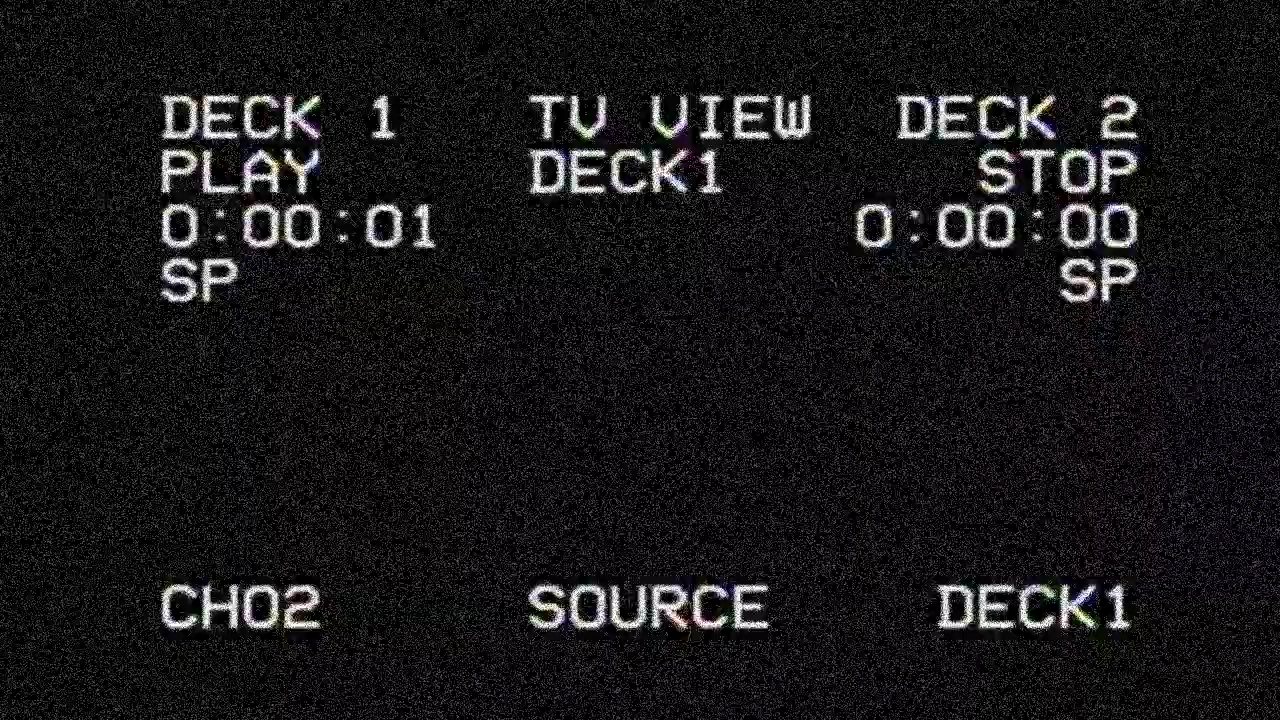 DECK 1 TV VIEW DECK 2
PLAY DECK1 STOP
0:00:01 0:00:00
SP SP
CH02 SOURCE DECK1